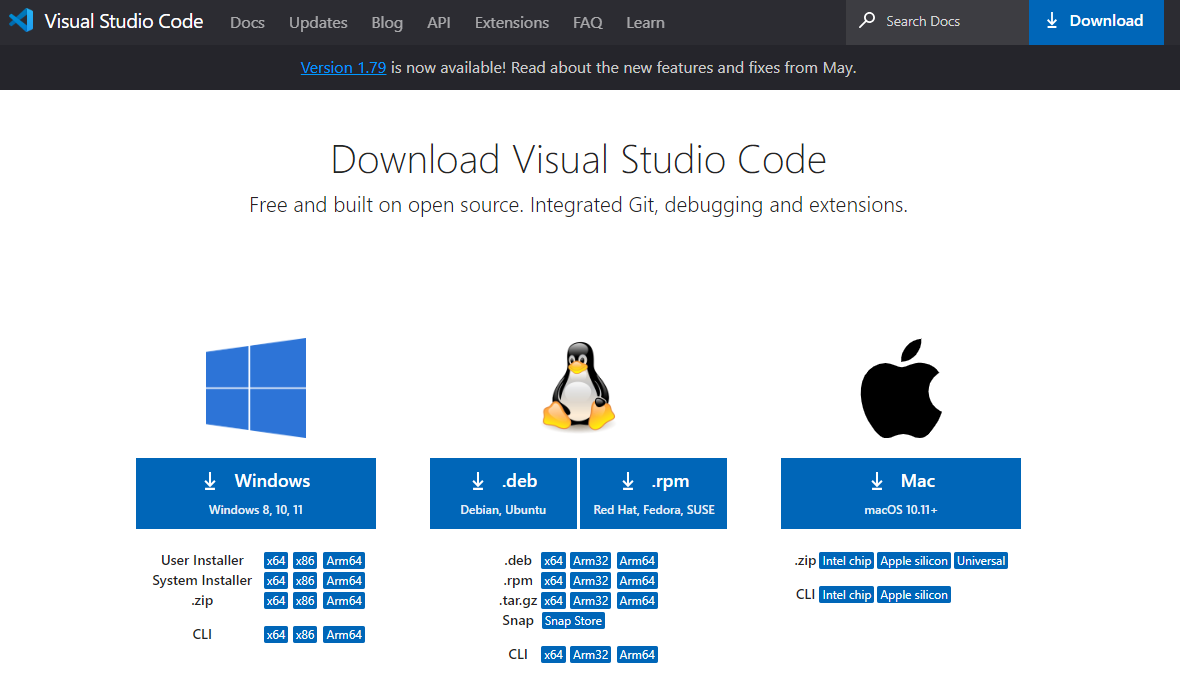 Visual Studio Code Docs Updates Blog API Extensions FAQ Learn Search Docs Download
Version 1.79 is now available! Read about the new features and fixes from May.
Download Visual Studio Code
Free and built on open source. Integrated Git, debugging and extensions.
Windows
Windows 8, 10, 11
User Installer x64 x86 Arm64
System Installer x64 x86 Arm64
.zip x64 x86 Arm64
CLI x64 x86 Arm64
.deb
Debian, Ubuntu
.rpm
Red Hat, Fedora, SUSE
.deb x64 Arm32 Arm64
.rpm x64 Arm32 Arm64
.tar.gz x64 Arm32 Arm64
Snap Snap Store
CLI x64 Arm32 Arm64
Mac
macOS 10.11+
.zip Intel chip Apple silicon Universal
CLI Intel chip Apple silicon